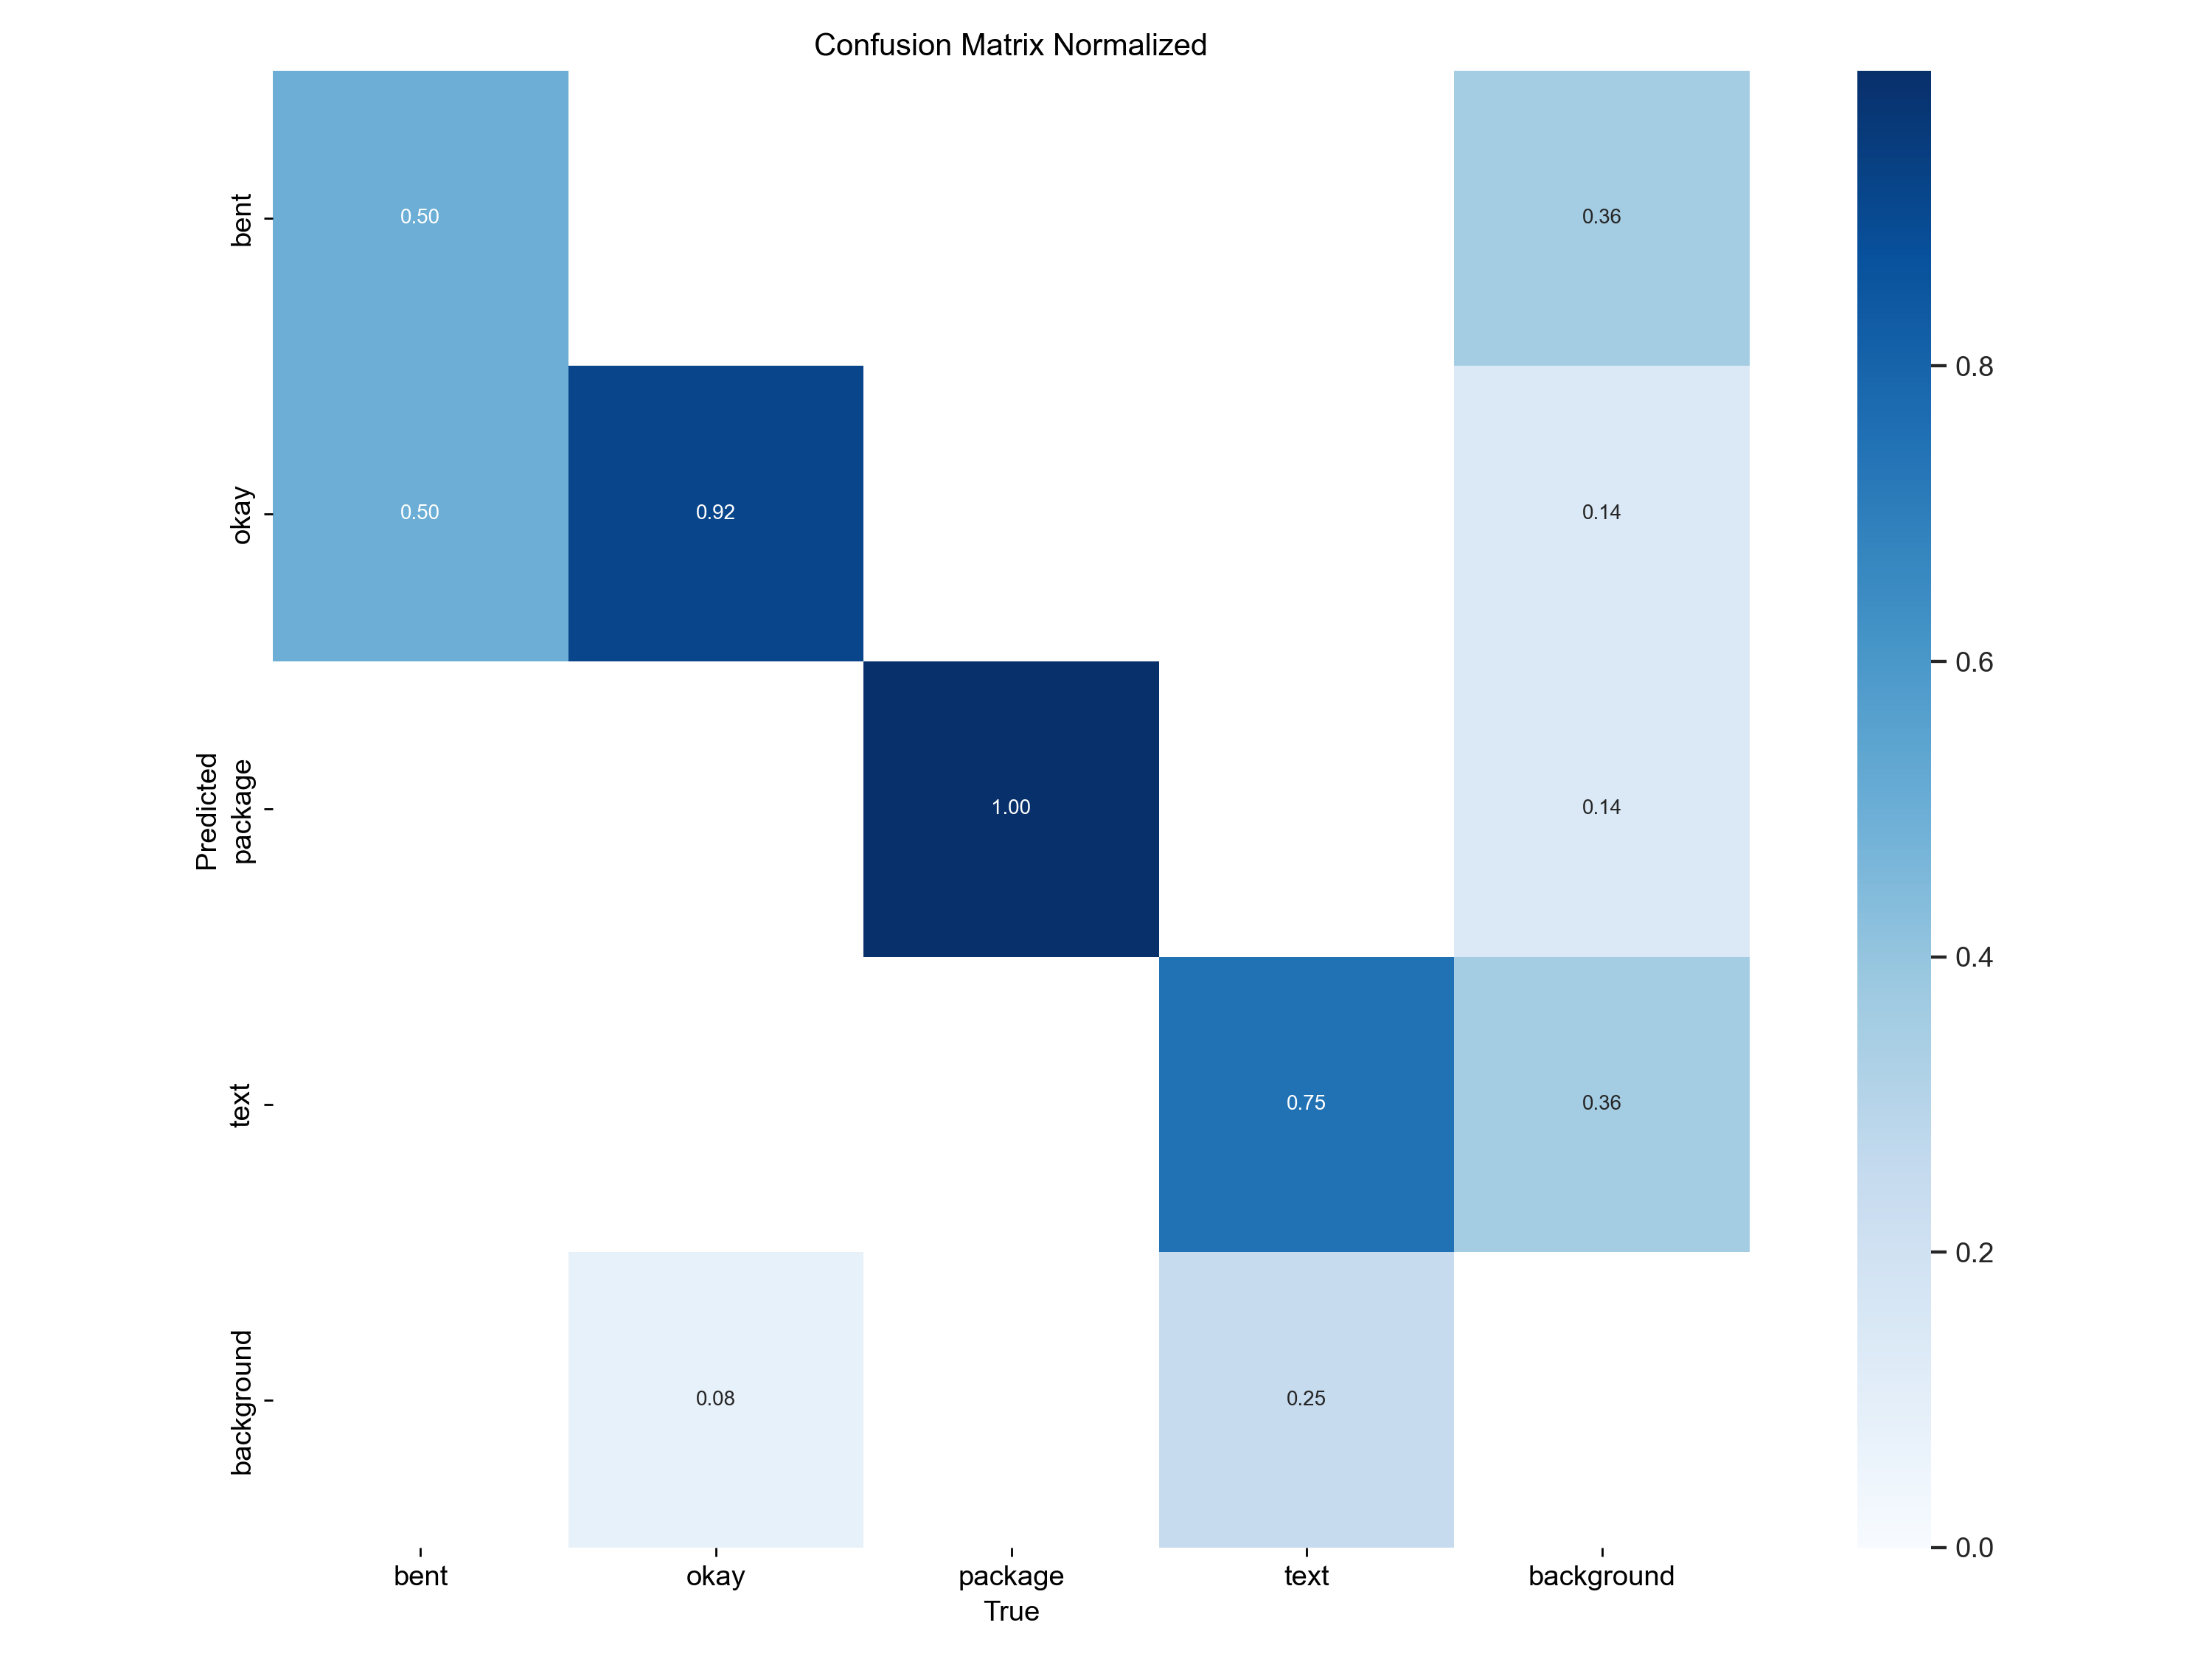 Confusion Matrix Normalized
bent
0.50
0.36
okay
0.50
0.92
0.14
Predicted
package
1.00
0.14
text
0.75
0.36
background
0.08
0.25
bent
okay
package
text
background
True
0.8
0.6
0.4
0.2
0.0